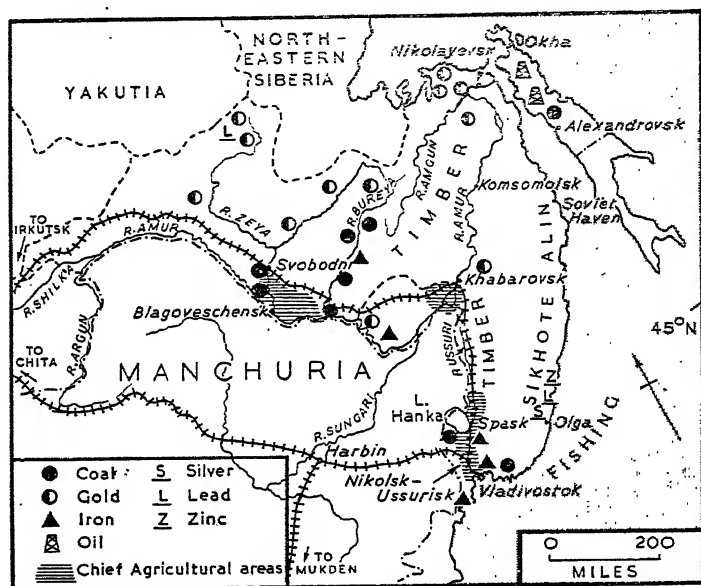 NORTH-
EASTERN
SIBERIA
YAKUTIA
Nikolayevsk
Okha
Alexandrovsk
L
R.AMGUN
TIMBER
R.BUREYA
R. ZEYA
Komsomolsk
R.AMUR
Soviet
Haven
TO
IRKUTSK
R.AMUR
Svobodni
Khabarovsk
R.SHILKA
Blagoveschensk
45°N
R.ARGUN
TO
CHITA
MANCHURIA
R.USSURI
TIMBER
SIKHOTE ALIN
R.SUNGARI
L.
Hanka
Z
L
S
Spask
Olga
FISHING
Harbin
Nikolsk-
Ussurisk
Vladivostok
Coal
S Silver
Gold
L Lead
Iron
Z Zinc
Oil
Chief Agricultural areas
TO
MUKDEN
0 200
MILES